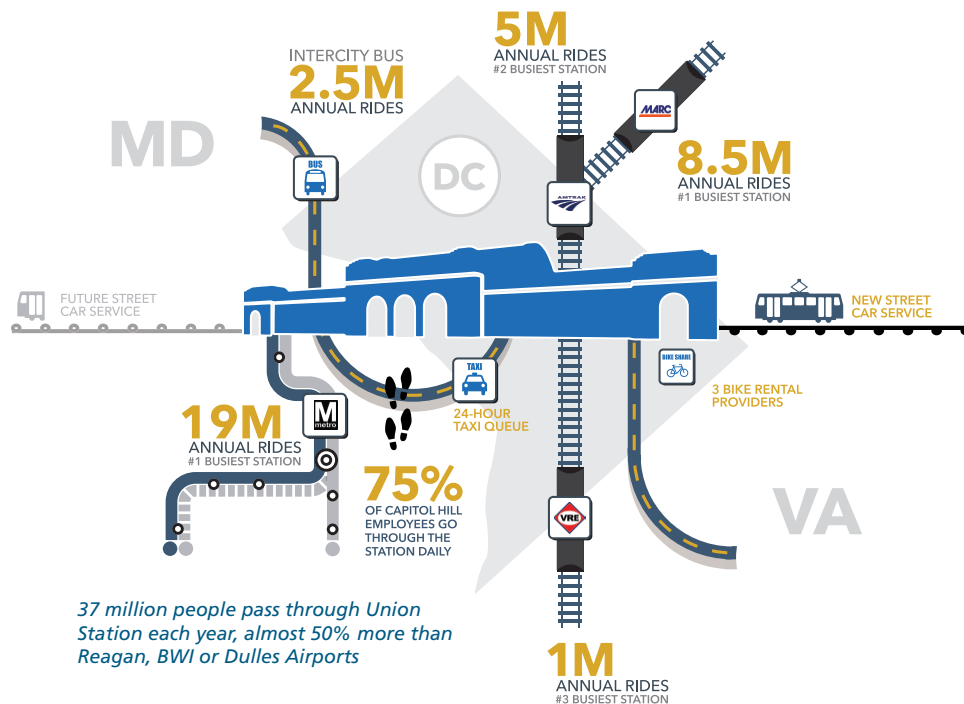 5M
ANNUAL RIDES
#2 BUSIEST STATION
INTERCITY BUS
2.5M
ANNUAL RIDES
MARC
MD
BUS
DC
8.5M
ANNUAL RIDES
#1 BUSIEST STATION
AMTRAK
FUTURE STREET
CAR SERVICE
NEW STREET
CAR SERVICE
TAXI
24-HOUR
TAXI QUEUE
BIKE SHARE
3 BIKE RENTAL
PROVIDERS
M
metro
19M
ANNUAL RIDES
#1 BUSIEST STATION
75%
OF CAPITOL HILL
EMPLOYEES GO
THROUGH THE
STATION DAILY
VRE
VA
37 million people pass through Union
Station each year, almost 50% more than
Reagan, BWI or Dulles Airports
1M
ANNUAL RIDES
#3 BUSIEST STATION